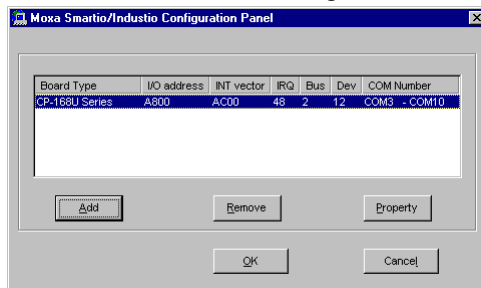 Moxa Smartio/Industio Configuration Panel
Board Type I/O address INT vector IRQ Bus Dev COM Number
CP-168U Series A800 AC00 48 2 12 COM3 - COM10
Add Remove Property
OK Cancel